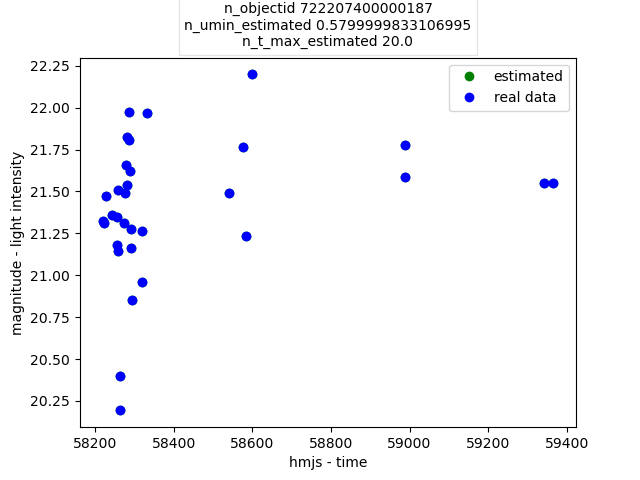 n_objectid 722207400000187
n_umin_estimated 0.5799999833106995
n_t_max_estimated 20.0
22.25
22.00
21.75
21.50
21.25
21.00
20.75
20.50
20.25
magnitude - light intensity
estimated
real data
58200 58400 58600 58800 59000 59200 59400
hmjs - time